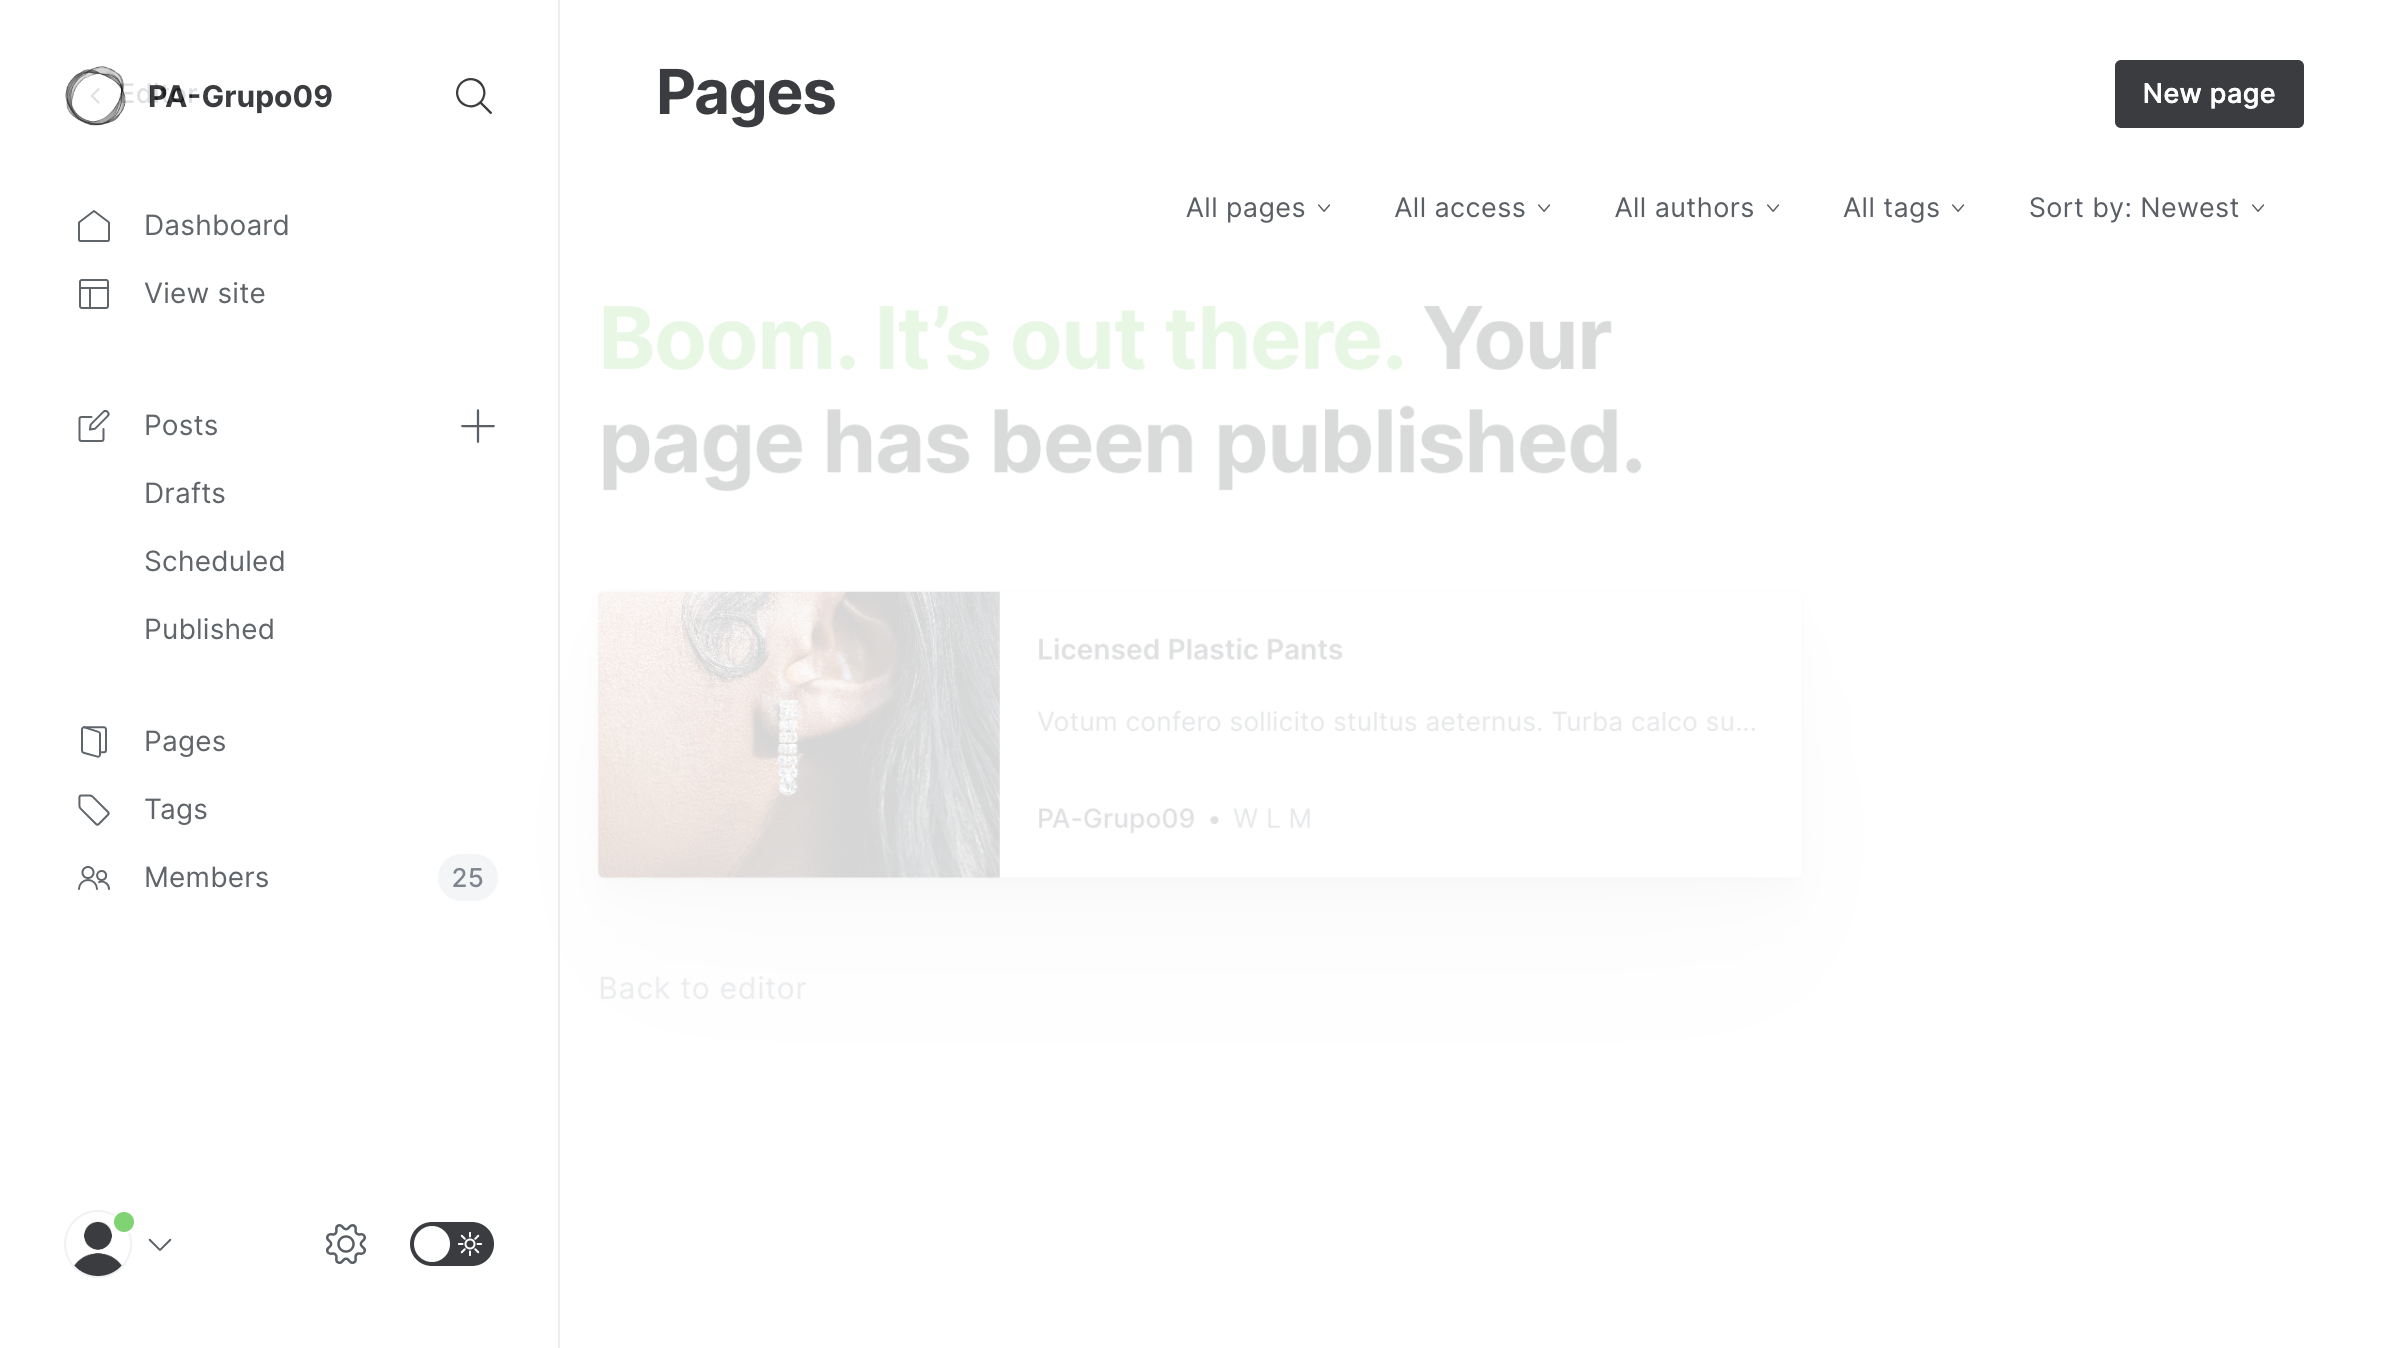 Editor
PA-Grupo09
Dashboard
View site
Posts
Drafts
Scheduled
Published
Pages
Tags
Members 25
Pages
New page
All pages All access All authors All tags Sort by: Newest
Boom. It’s out there. Your
page has been published.
Licensed Plastic Pants
Votum confero sollicito stultus aeternus. Turba calco su...
PA-Grupo09 • W L M
Back to editor